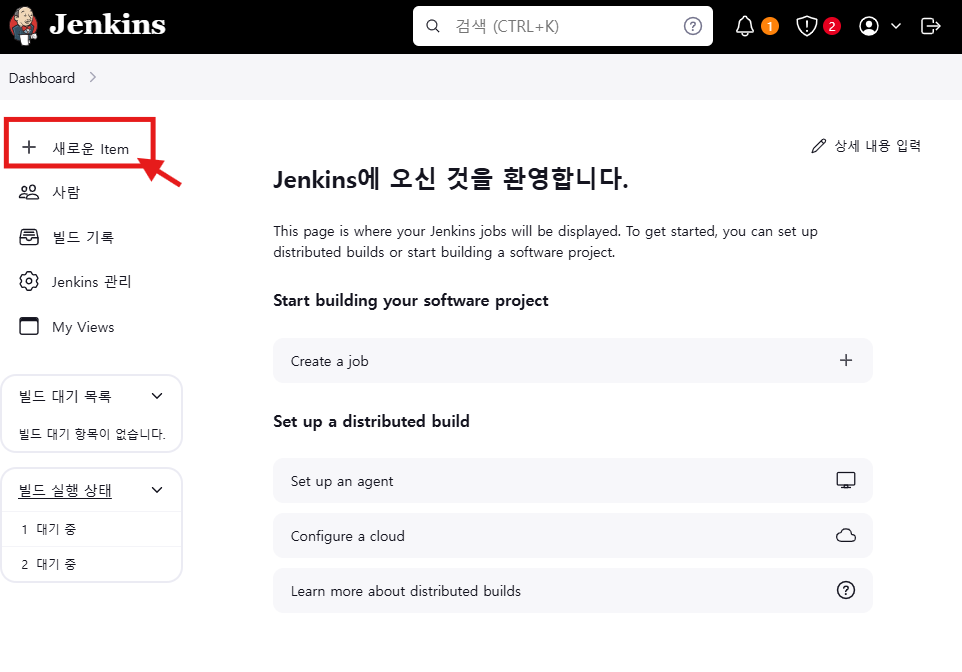 Jenkins
검색 (CTRL+K)
1
2
Dashboard
새로운 Item
사람
빌드 기록
Jenkins 관리
My Views
빌드 대기 목록
빌드 대기 항목이 없습니다.
빌드 실행 상태
1 대기 중
2 대기 중
상세 내용 입력
Jenkins에 오신 것을 환영합니다.
This page is where your Jenkins jobs will be displayed. To get started, you can set up
distributed builds or start building a software project.
Start building your software project
Create a job
Set up a distributed build
Set up an agent
Configure a cloud
Learn more about distributed builds